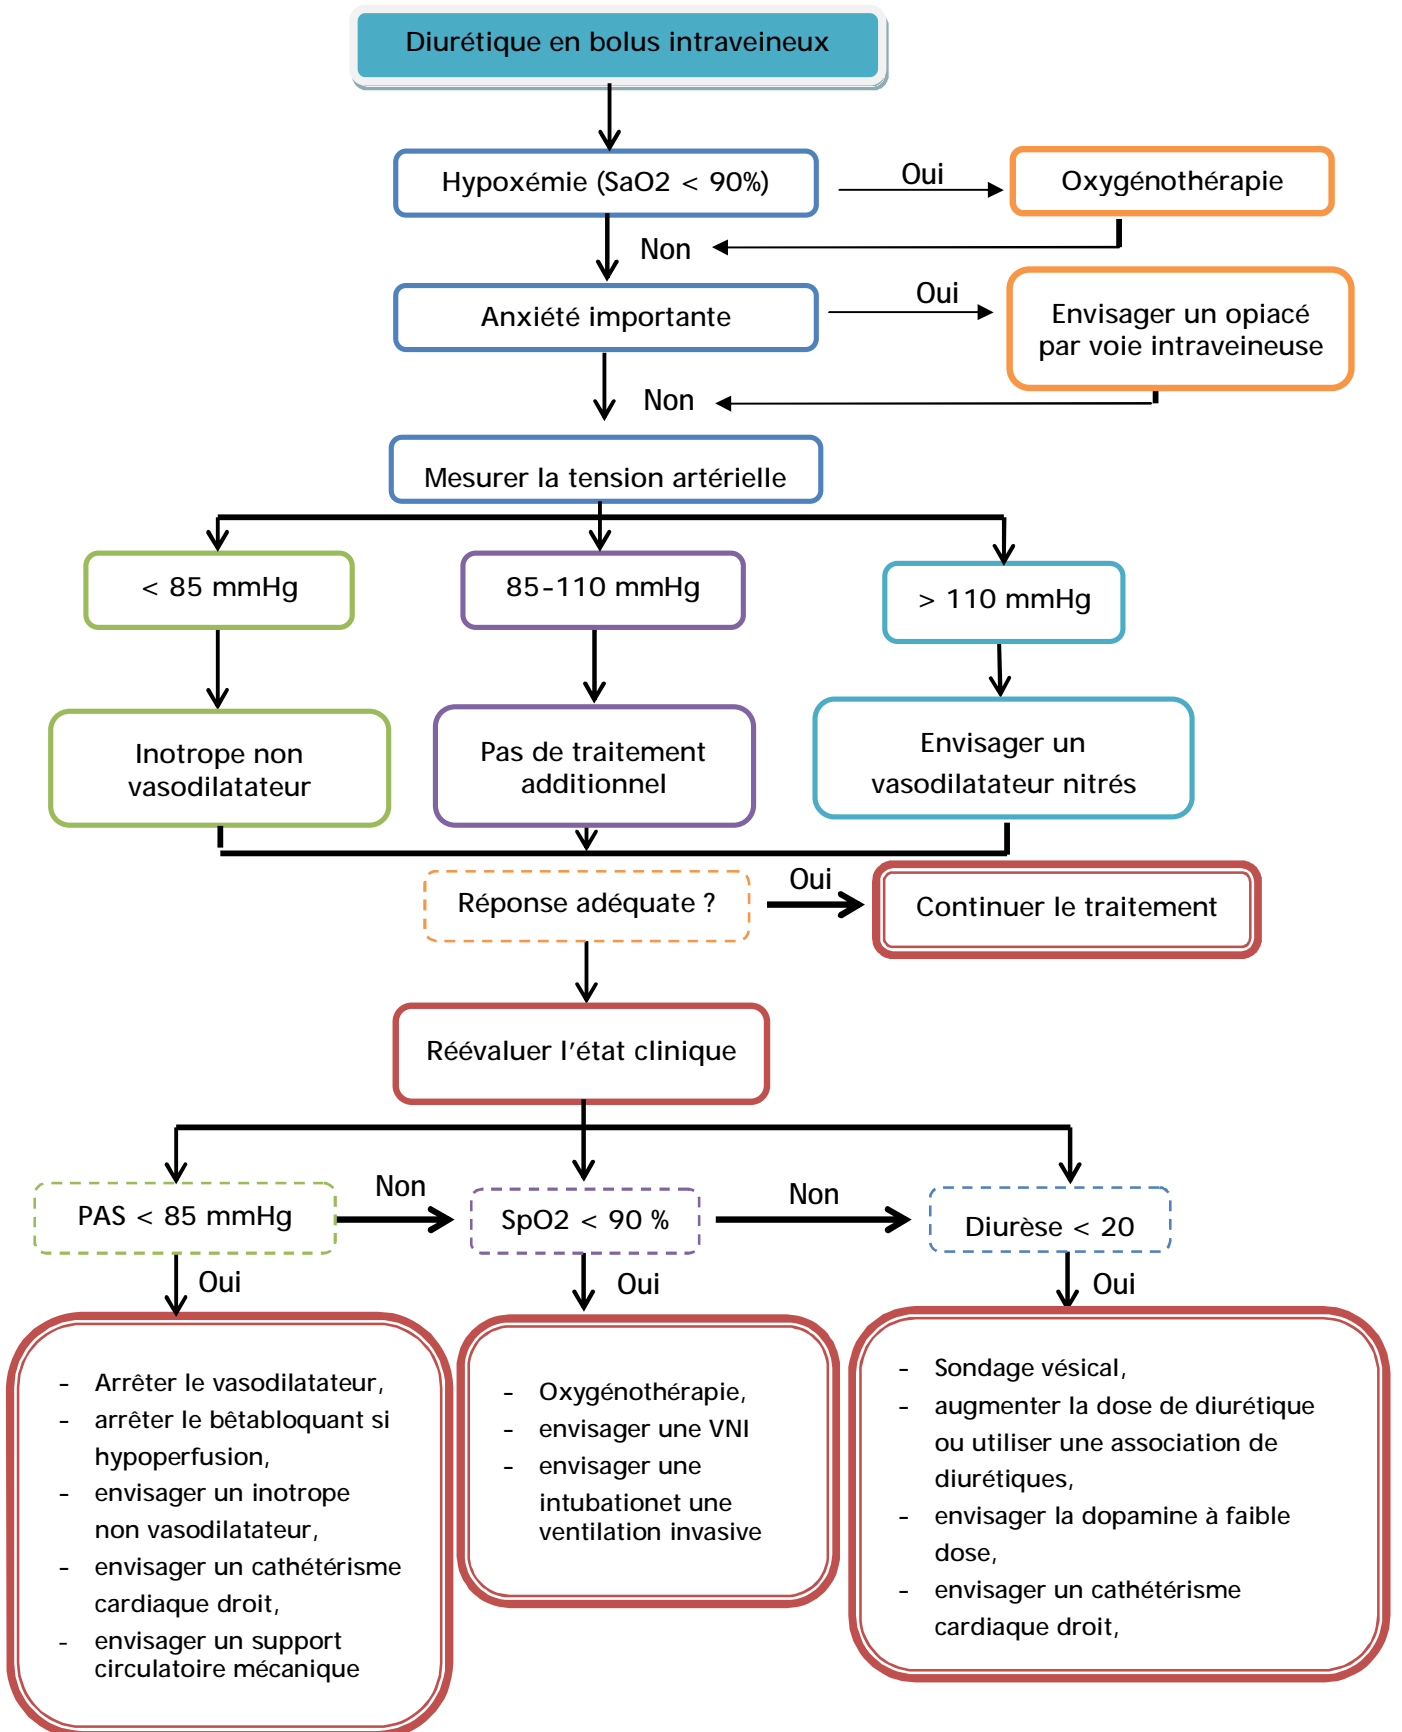 Diurétique en bolus intraveineux
Hypoxémie (SaO2 < 90%)
Oui
Oxygénothérapie
Non
Anxiété importante
Oui
Envisager un opiacé
par voie intraveineuse
Non
Mesurer la tension artérielle
< 85 mmHg
85-110 mmHg
> 110 mmHg
Inotrope non
vasodilatateur
Pas de traitement
additionnel
Envisager un
vasodilatateur nitrés
Réponse adéquate ?
Oui
Continuer le traitement
Réévaluer l’état clinique
PAS < 85 mmHg
Non
SpO2 < 90 %
Non
Diurèse < 20
Oui
Oui
Oui
- Arrêter le vasodilatateur,
- arrêter le bêtabloquant si
hypoperfusion,
- envisager un inotrope
non vasodilatateur,
- envisager un cathétérisme
cardiaque droit,
- envisager un support
circulatoire mécanique
- Oxygénothérapie,
- envisager une VNI
- envisager une
intubationet une
ventilation invasive
- Sondage vésical,
- augmenter la dose de diurétique
ou utiliser une association de
diurétiques,
- envisager la dopamine à faible
dose,
- envisager un cathétérisme
cardiaque droit,